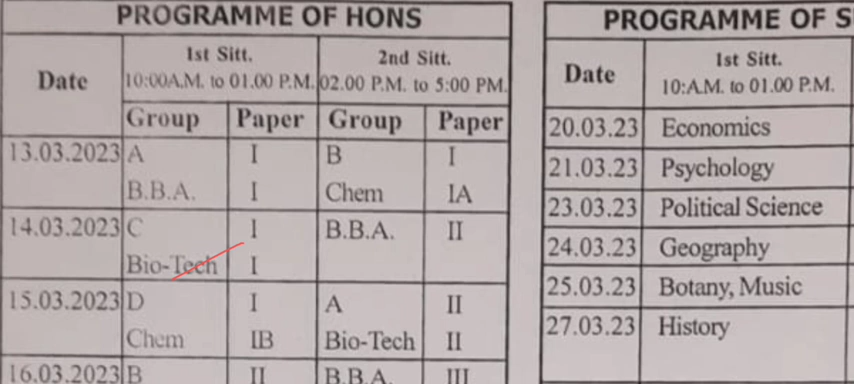 PROGRAMME OF HONS
Date 1st Sitt. 2nd Sitt.
10:00A.M. to 01.00 P.M. 02.00 P.M. to 5:00 PM.
Group Paper Group Paper
13.03.2023 A I B I
B.B.A. I Chem IA
14.03.2023 C I B.B.A. II
Bio-Tech I
15.03.2023 D I A II
Chem IB Bio-Tech II
16.03.2023 B II B.B.A. III
PROGRAMME OF S
Date 1st Sitt.
10:A.M. to 01.00 P.M.
20.03.23 Economics
21.03.23 Psychology
23.03.23 Political Science
24.03.23 Geography
25.03.23 Botany, Music
27.03.23 History